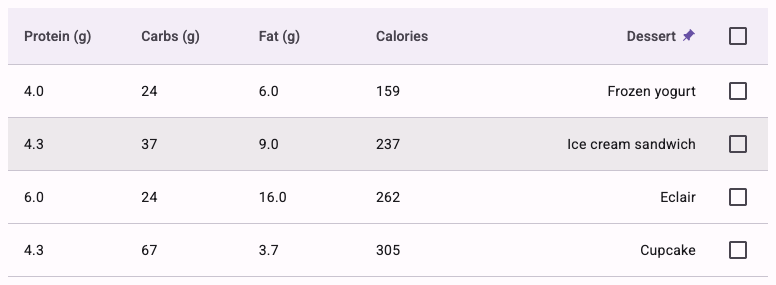 Protein (g) Carbs (g) Fat (g) Calories Dessert
4.0 24 6.0 159 Frozen yogurt
4.3 37 9.0 237 Ice cream sandwich
6.0 24 16.0 262 Eclair
4.3 67 3.7 305 Cupcake